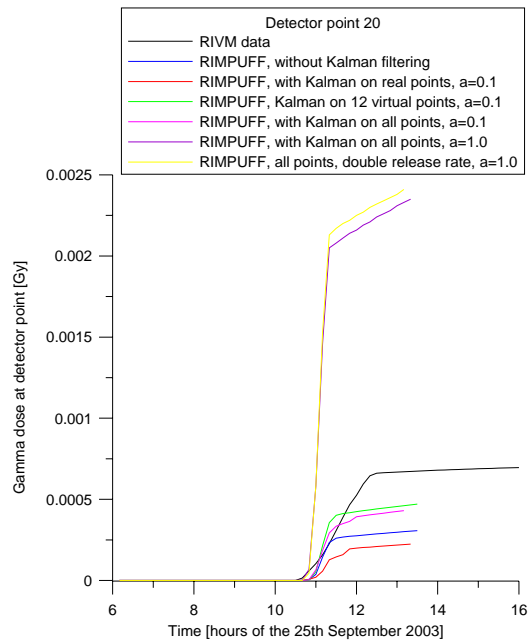 Detector point 20
RIVM data
RIMPUFF, without Kalman filtering
RIMPUFF, with Kalman on real points, a=0.1
RIMPUFF, Kalman on 12 virtual points, a=0.1
RIMPUFF, with Kalman on all points, a=0.1
RIMPUFF, with Kalman on all points, a=1.0
RIMPUFF, all points, double release rate, a=1.0
0.0025
0.002
0.0015
0.001
0.0005
0
Gamma dose at detector point [Gy]
6 8 10 12 14 16
Time [hours of the 25th September 2003)